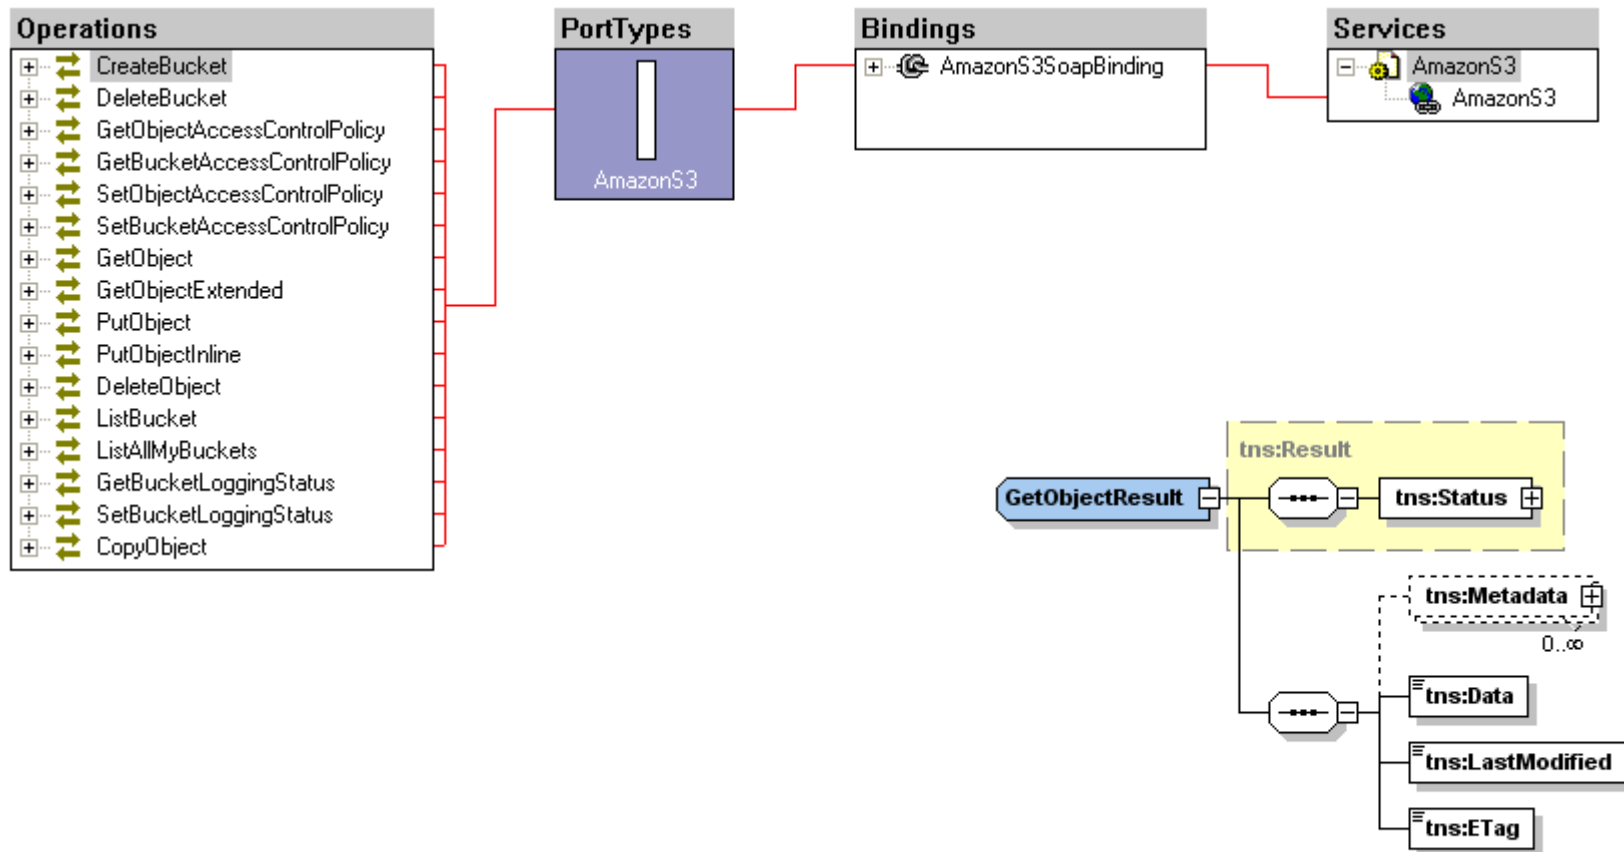 Operations
CreateBucket
DeleteBucket
GetObjectAccessControlPolicy
GetBucketAccessControlPolicy
SetObjectAccessControlPolicy
SetBucketAccessControlPolicy
GetObject
GetObjectExtended
PutObject
PutObjectInline
DeleteObject
ListBucket
ListAllMyBuckets
GetBucketLoggingStatus
SetBucketLoggingStatus
CopyObject
PortTypes
AmazonS3
Bindings
AmazonS3SoapBinding
Services
AmazonS3
AmazonS3
tns:Result
GetObjectResult
tns:Status
tns:Metadata
0..∞
tns:Data
tns:LastModified
tns:ETag